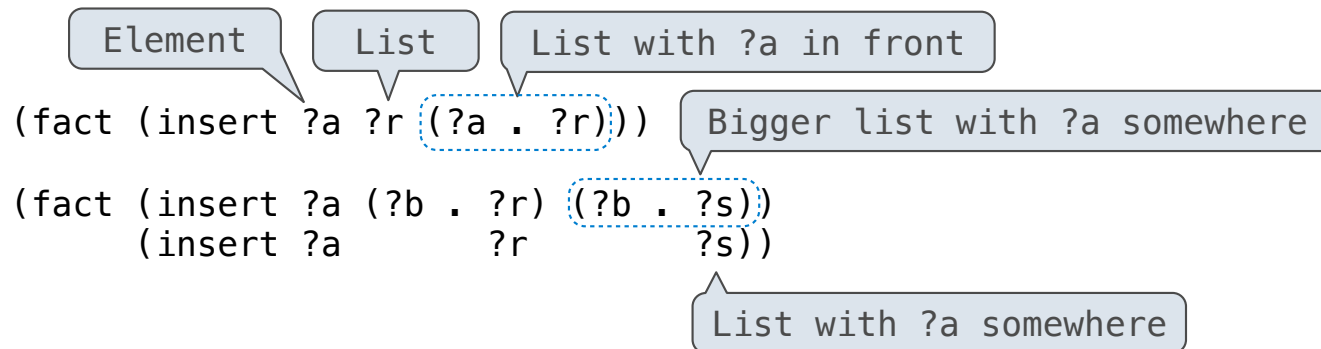 Element List List with ?a in front
(fact (insert ?a ?r (?a . ?r)))
Bigger list with ?a somewhere
(fact (insert ?a (?b . ?r) (?b . ?s))
(insert ?a ?r ?s))
List with ?a somewhere